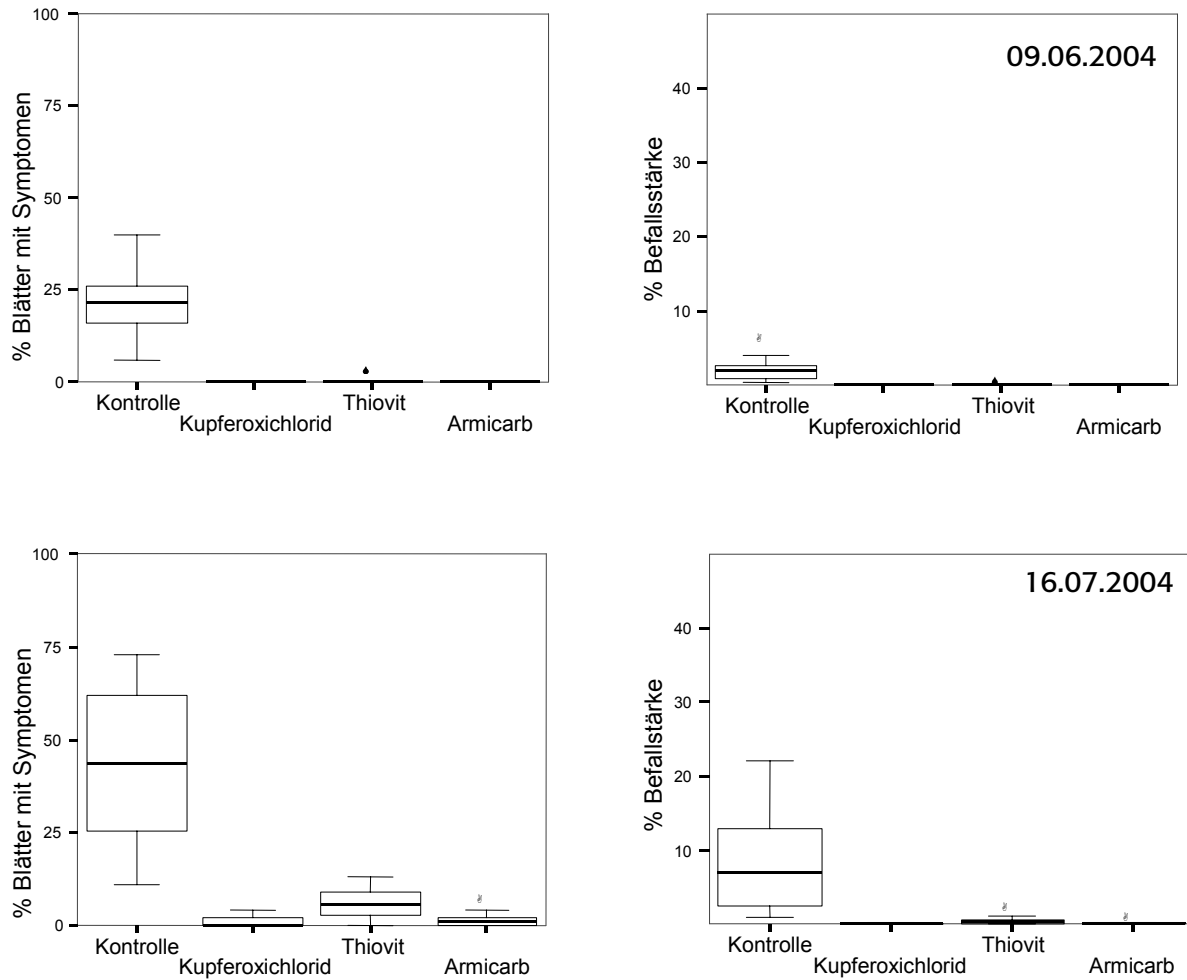 % Blätter mit Symptomen
100
75
50
25
0
Kontrolle
Kupferoxichlorid
Thiovit
Armicarb
09.06.2004
% Befallsstärke
40
30
20
10
Kontrolle
Kupferoxichlorid
Thiovit
Armicarb
% Blätter mit Symptomen
100
75
50
25
0
Kontrolle
Kupferoxichlorid
Thiovit
Armicarb
16.07.2004
% Befallstärke
40
30
20
10
Kontrolle
Kupferoxichlorid
Thiovit
Armicarb